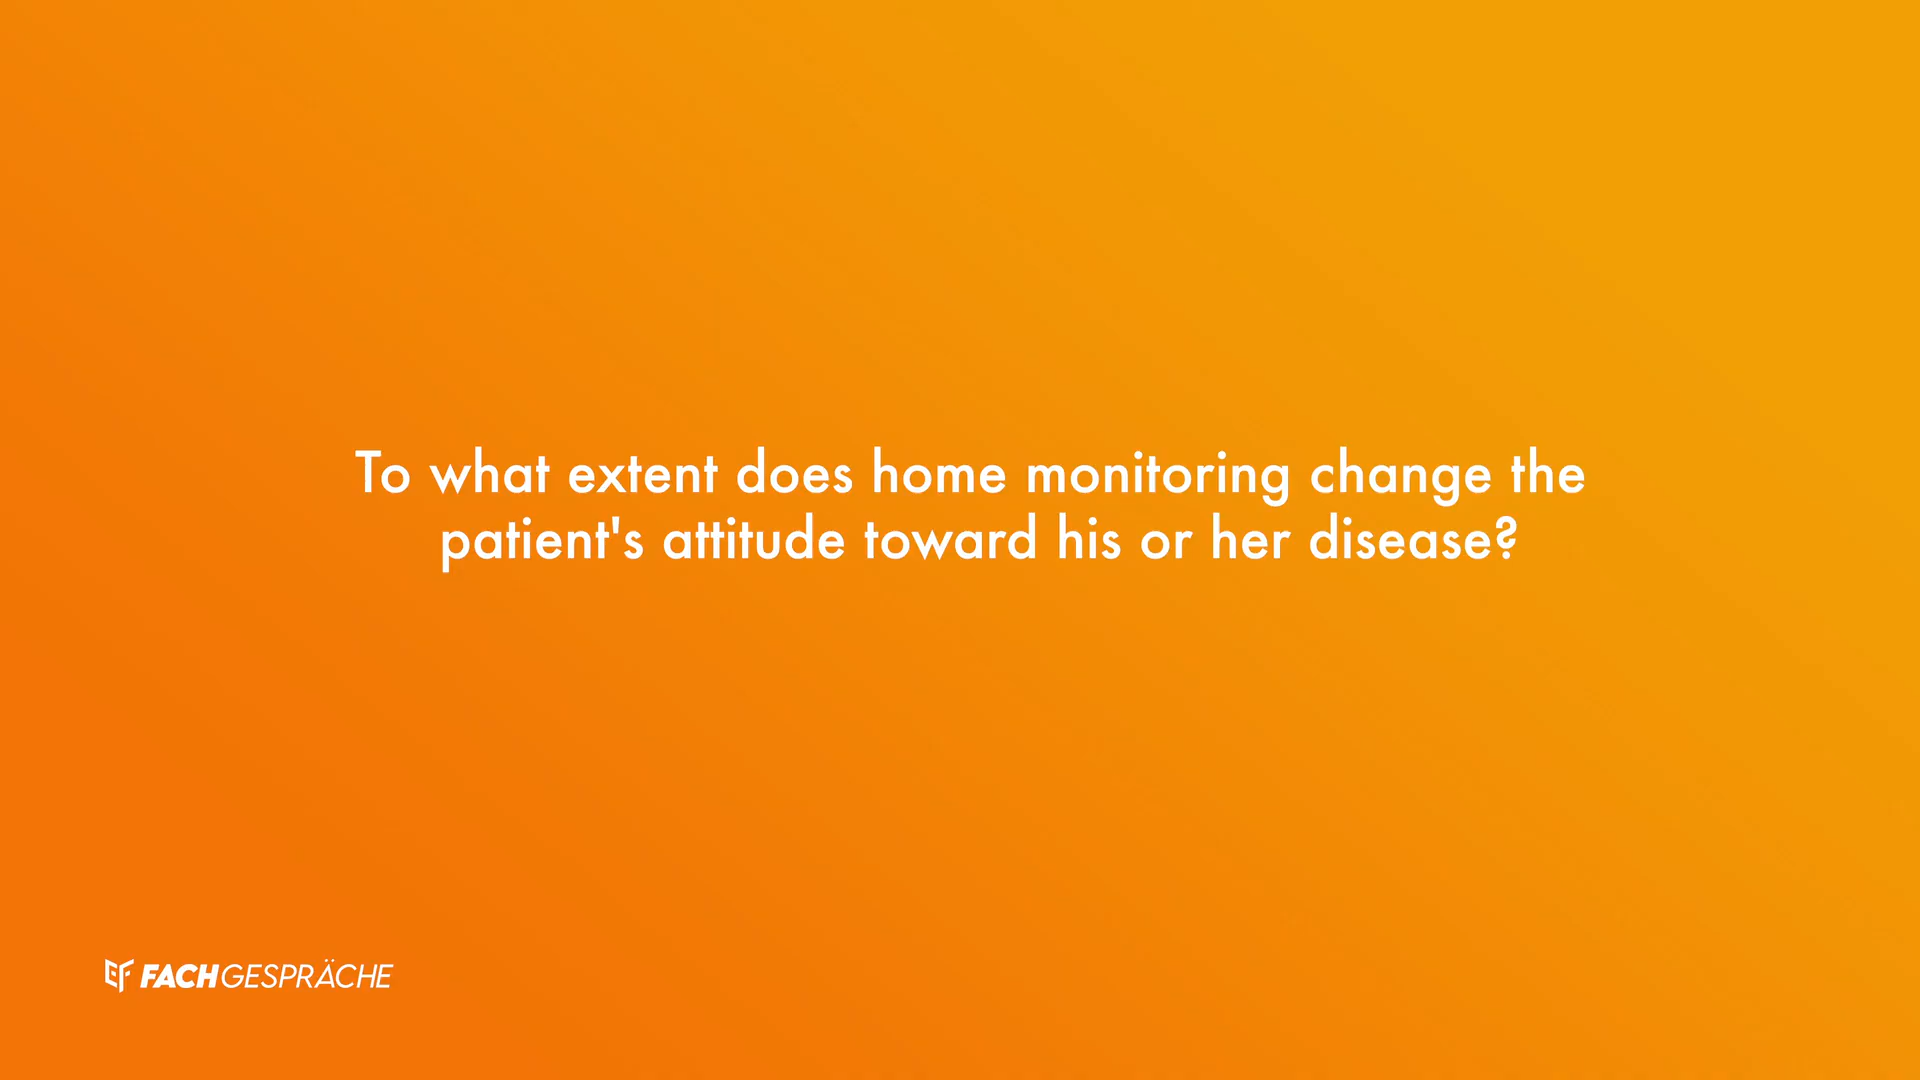 To what extent does home monitoring change the
patient's attitude toward his or her disease?
FACHGESPRÄCHE